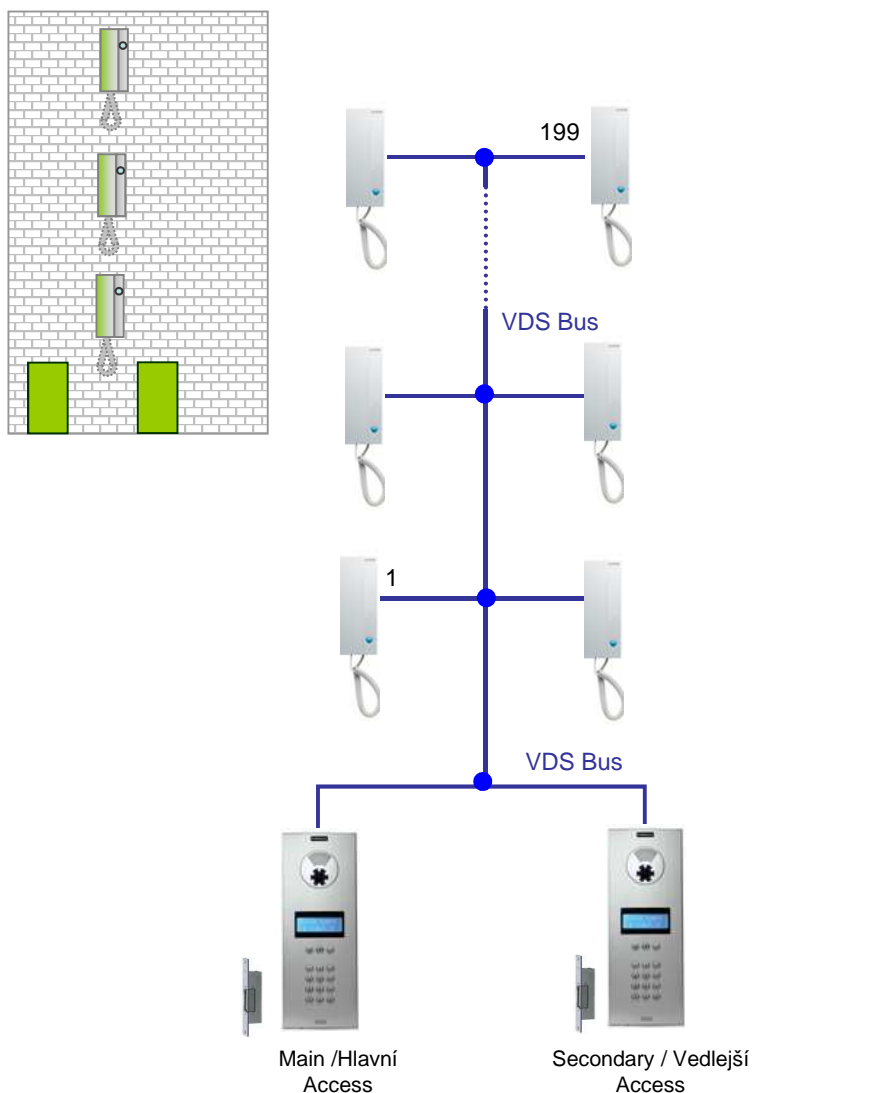 199
VDS Bus
1
VDS Bus
Main /Hlavní
Access
Secondary / Vedlejší
Access